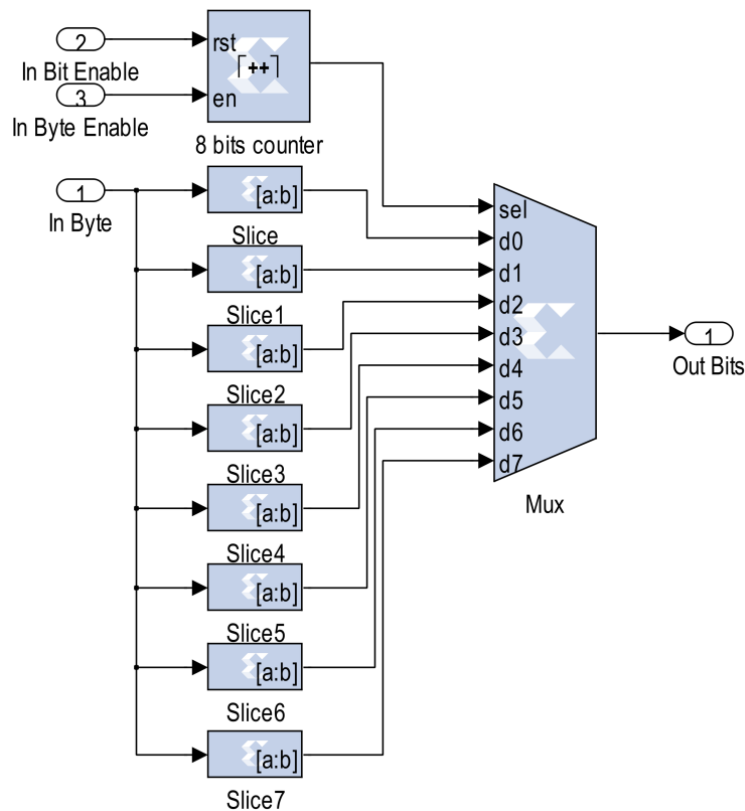 2
In Bit Enable
3
In Byte Enable
rst
++
en
8 bits counter
1
In Byte
[a:b]
Slice
[a:b]
Slice1
[a:b]
Slice2
[a:b]
Slice3
[a:b]
Slice4
[a:b]
Slice5
[a:b]
Slice6
[a:b]
Slice7
sel
d0
d1
d2
d3
d4
d5
d6
d7
Mux
1
Out Bits